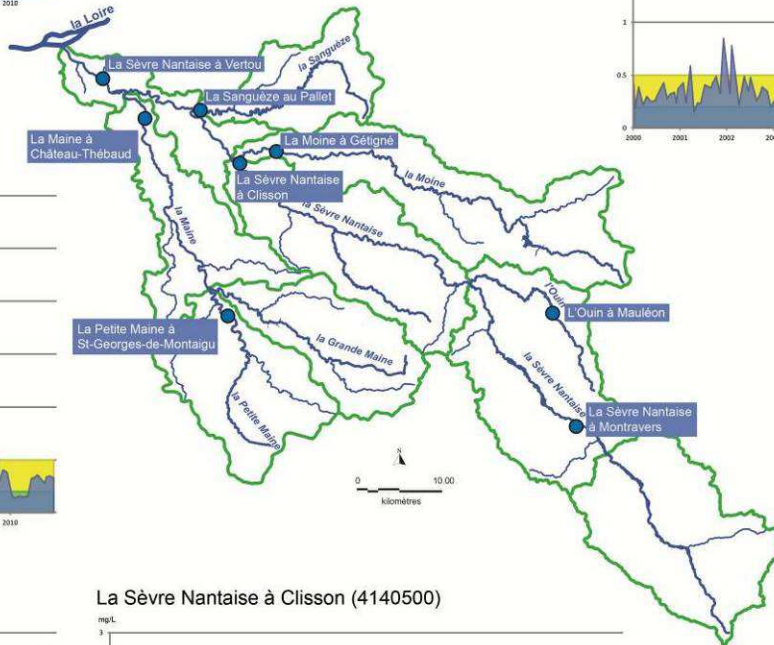 2010
la Loire
1
0.5
0
2000
2001
2002
La Sèvre Nantaise à Vertou
la Sanguèze
La Sanguèze au Pallet
La Maine à
Château-Thébaud
La Moine à Gétigné
La Sèvre Nantaise
à Clisson
la Moine
la Maine
la Sèvre Nantaise
l'Ouin
L'Ouin à Mauléon
La Petite Maine à
St-Georges-de-Montaigu
la Grande Maine
la Sèvre Nantaise
la Petite Maine
La Sèvre Nantaise
à Montravers
N
0 10.00
kilomètres
2010
La Sèvre Nantaise à Clisson (4140500)
mg/L
3